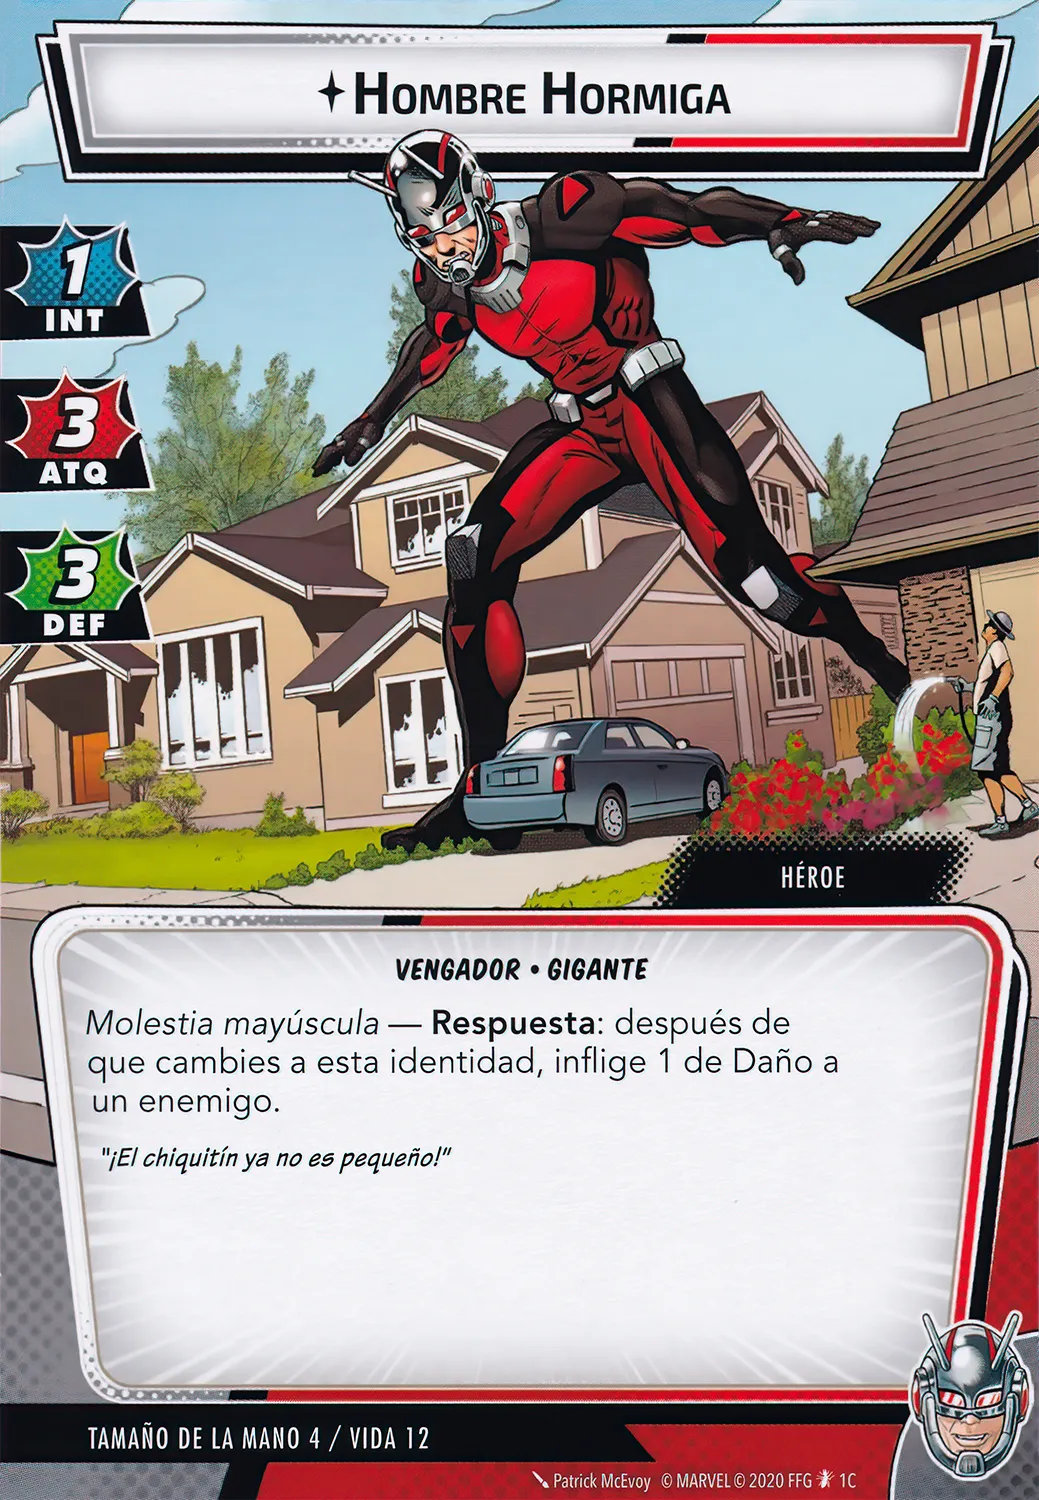 HOMBRE HORMIGA
1
INT
3
ATQ
3
DEF
HÉROE
VENGADOR • GIGANTE
Molestia mayúscula — Respuesta: después de
que cambies a esta identidad, inflige 1 de Daño a
un enemigo.
"¡El chiquitín ya no es pequeño!"
TAMAÑO DE LA MANO 4 / VIDA 12
Patrick McEvoy © MARVEL © 2020 FFG 1C